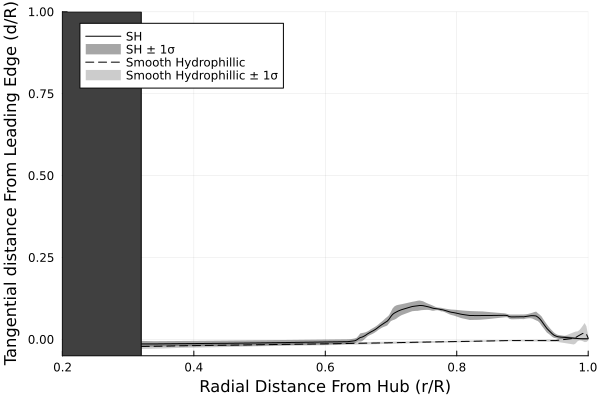 Tangential distance From Leading Edge (d/R)
1.00
0.75
0.50
0.25
0.00
SH
SH ± 1σ
Smooth Hydrophillic
Smooth Hydrophillic ± 1σ
0.2 0.4 0.6 0.8 1.0
Radial Distance From Hub (r/R)